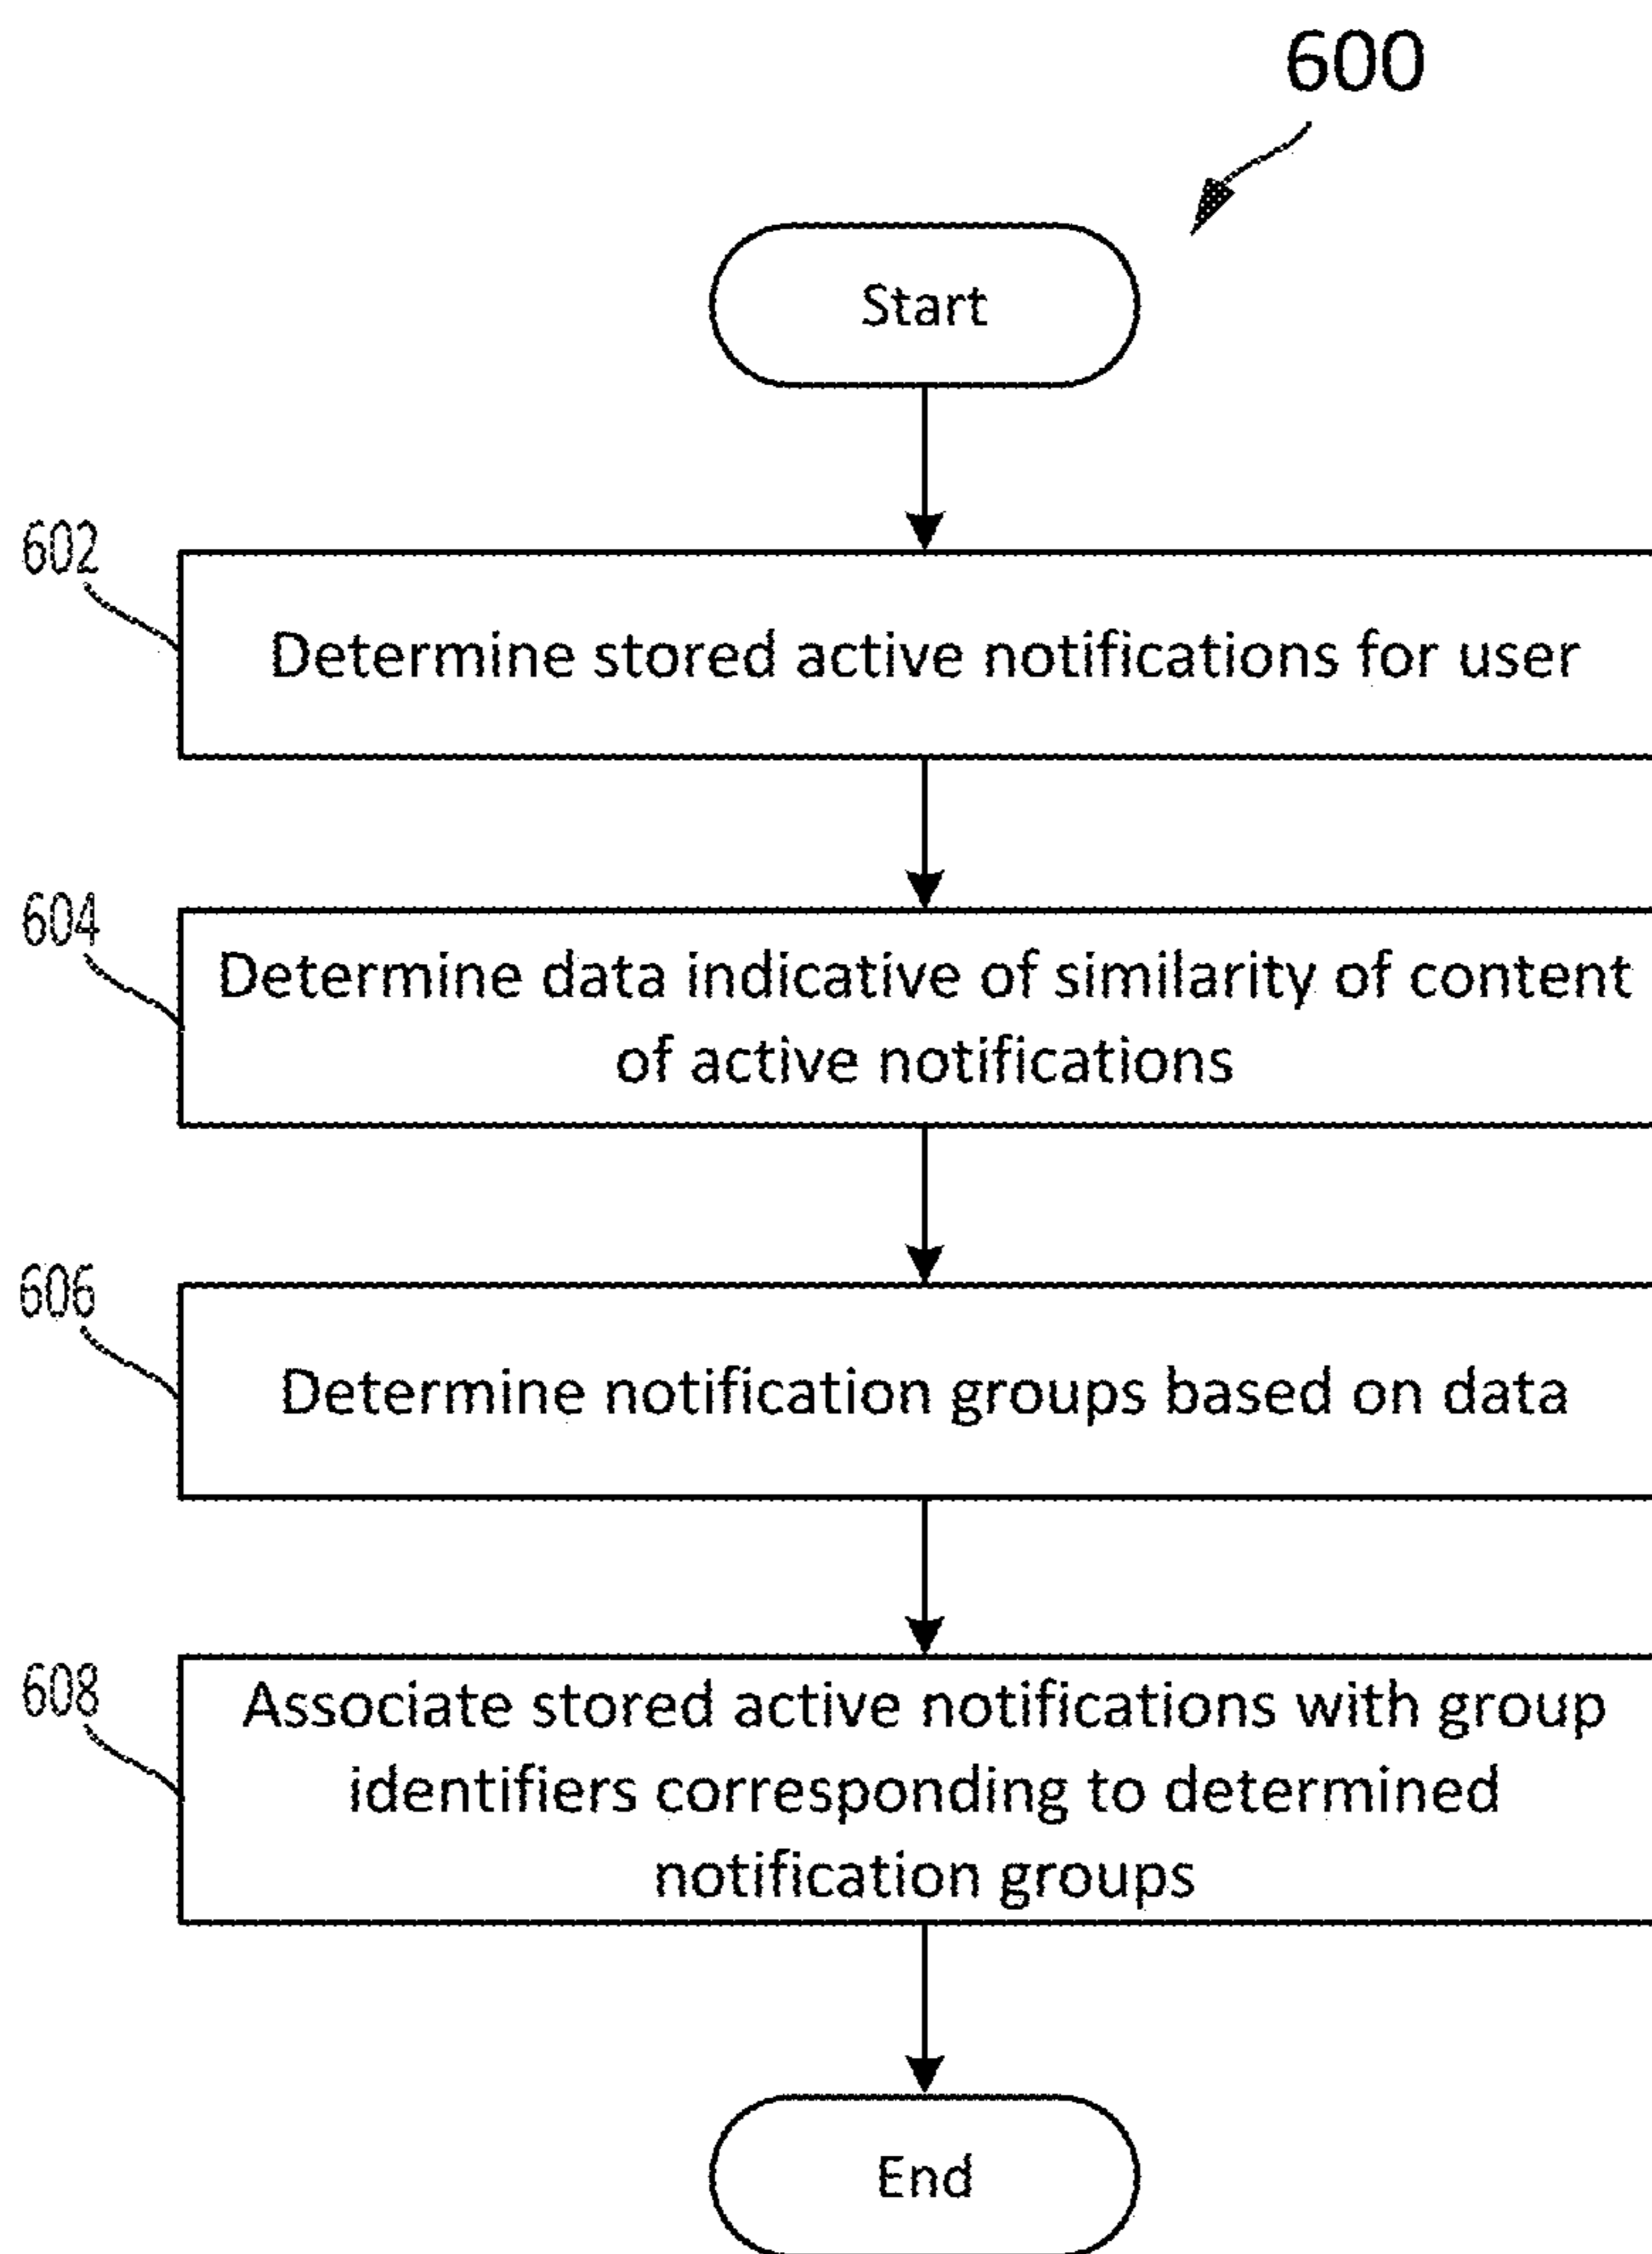 600
Start
602
Determine stored active notifications for user
604
Determine data indicative of similarity of content
of active notifications
606
Determine notification groups based on data
608
Associate stored active notifications with group
identifiers corresponding to determined
notification groups
End